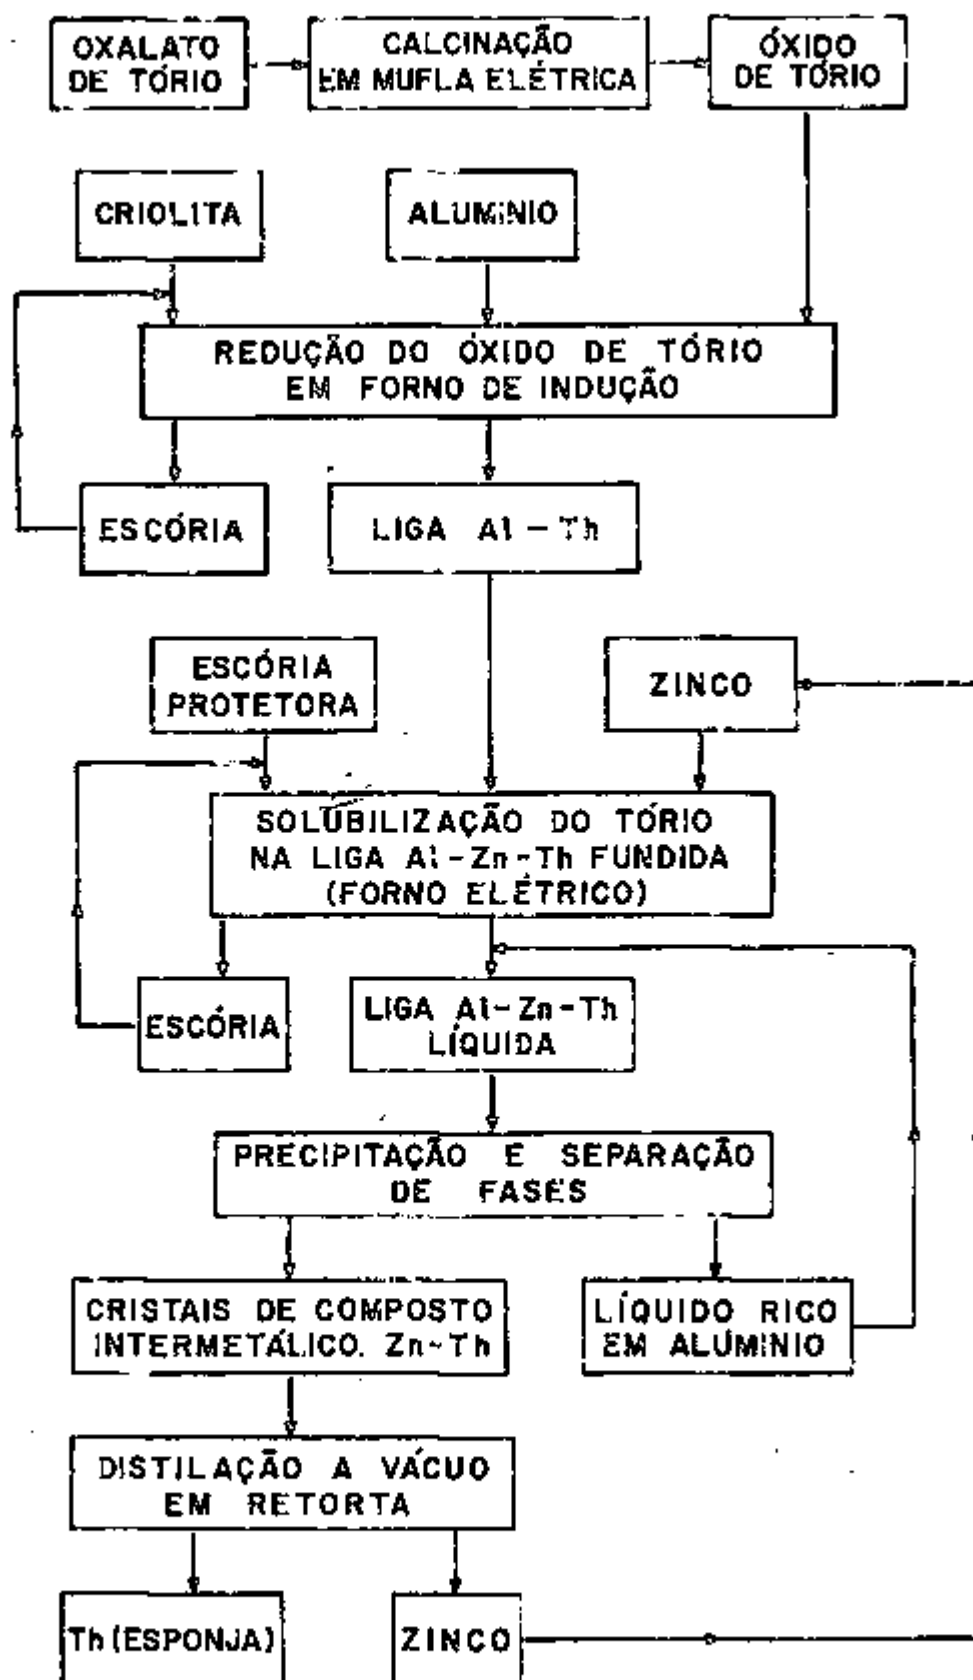 OXALATO
DE TÓRIO
CALCINAÇÃO
EM MUFLA ELÉTRICA
ÓXIDO
DE TÓRIO
CRIOLITA
ALUMINIO
REDUÇÃO DO ÓXIDO DE TÓRIO
EM FORNO DE INDUÇÃO
ESCÓRIA
LIGA Al-Th
ESCÓRIA
PROTETORA
ZINCO
SOLUBILIZAÇÃO DO TÓRIO
NA LIGA Al-Zn-Th FUNDIDA
(FORNO ELÉTRICO)
ESCÓRIA
LIGA Al-Zn-Th
LÍQUIDA
PRECIPITAÇÃO E SEPARAÇÃO
DE FASES
CRISTAIS DE COMPOSTO
INTERMETÁLICO. Zn-Th
LÍQUIDO RICO
EM ALUMINIO
DISTILAÇÃO A VÁCUO
EM RETORTA
Th (ESPONJA)
ZINCO